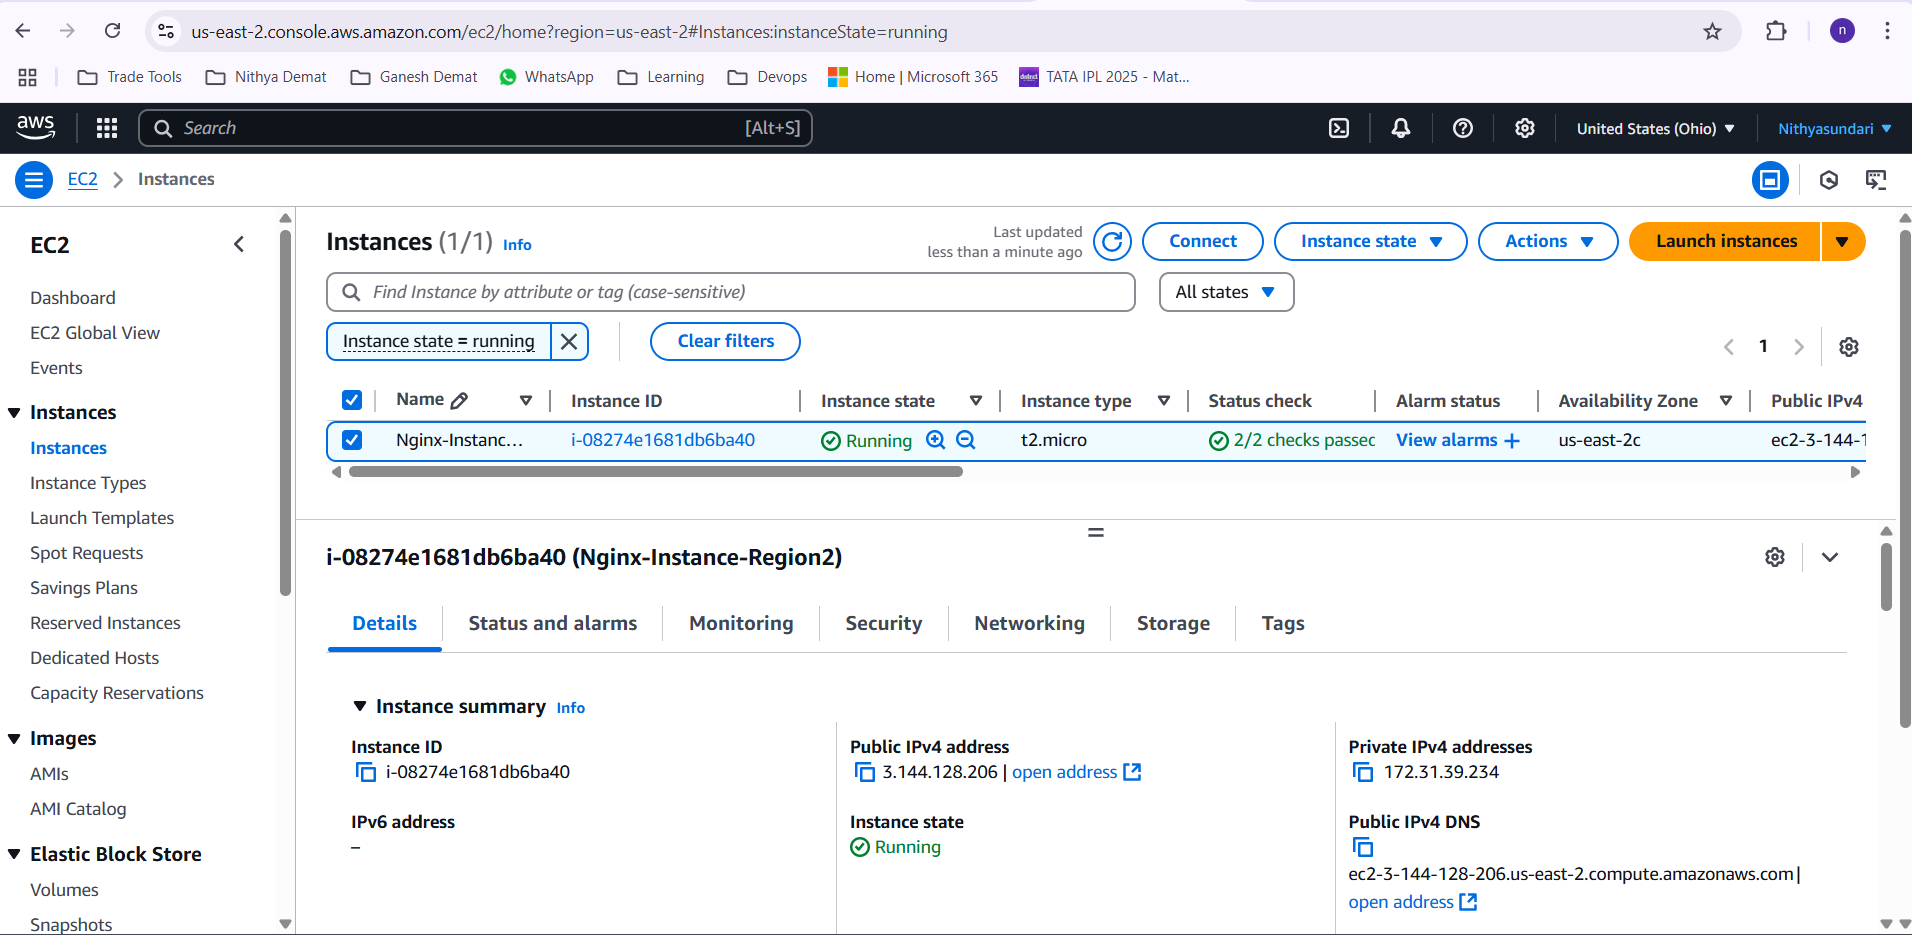 us-east-2.console.aws.amazon.com/ec2/home?region=us-east-2#Instances:instanceState=running
n
Trade Tools
Nithya Demat
Ganesh Demat
WhatsApp
Learning
Devops
Home | Microsoft 365
district
TATA IPL 2025 - Mat...
aws
Search
[Alt+S]
United States (Ohio)
Nithyasundari
EC2
Instances
EC2
Dashboard
EC2 Global View
Events
Instances
Instances
Instance Types
Launch Templates
Spot Requests
Savings Plans
Reserved Instances
Dedicated Hosts
Capacity Reservations
Images
AMIs
AMI Catalog
Elastic Block Store
Volumes
Snapshots
Instances (1/1) Info
Last updated
less than a minute ago
Connect
Instance state
Actions
Launch instances
Find Instance by attribute or tag (case-sensitive)
All states
Instance state = running
Clear filters
1
Name Instance ID Instance state Instance type Status check Alarm status Availability Zone Public IPv4
Nginx-Instanc... i-08274e1681db6ba40 Running t2.micro 2/2 checks passed View alarms + us-east-2c ec2-3-144-1
i-08274e1681db6ba40 (Nginx-Instance-Region2)
Details
Status and alarms
Monitoring
Security
Networking
Storage
Tags
Instance summary Info
Instance ID
i-08274e1681db6ba40
Public IPv4 address
3.144.128.206 | open address
Private IPv4 addresses
172.31.39.234
IPv6 address
–
Instance state
Running
Public IPv4 DNS
ec2-3-144-128-206.us-east-2.compute.amazonaws.com |
open address